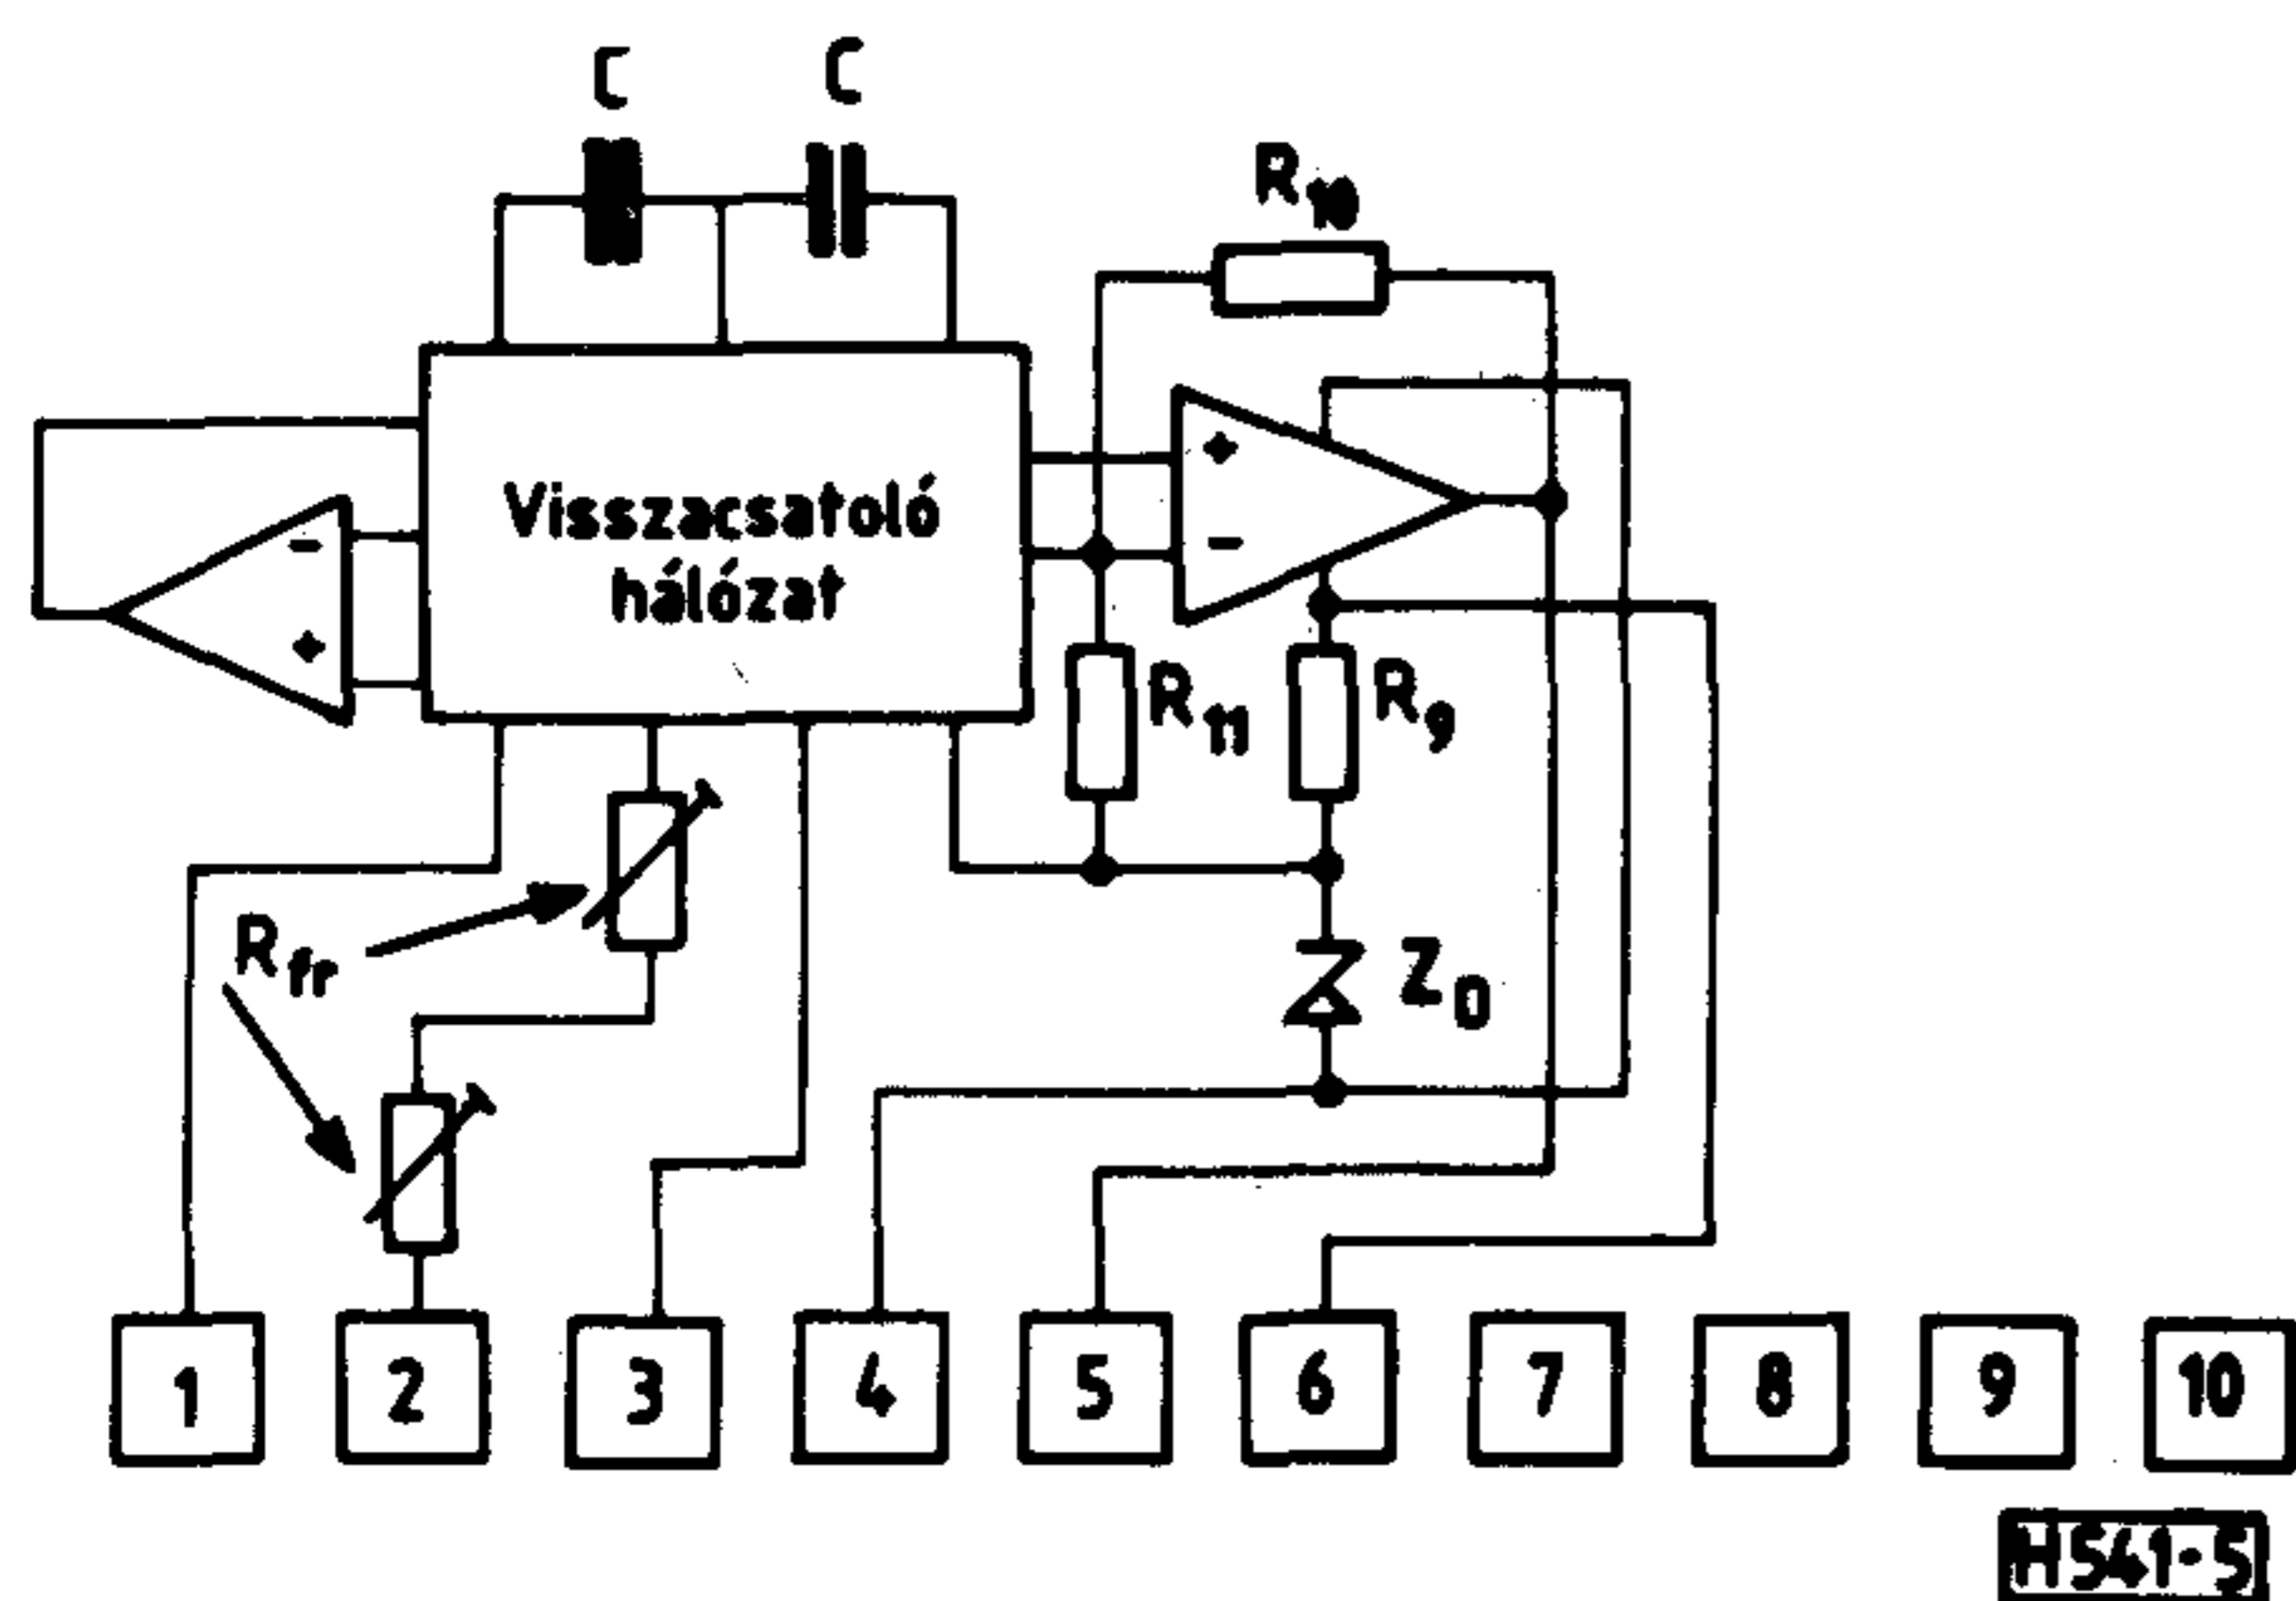 C C
R10
+
-
Visszacsatoló
hálózat
-
+
R11
R9
Rfr
Z0
1 2 3 4 5 6 7 8 9 10
H541-5